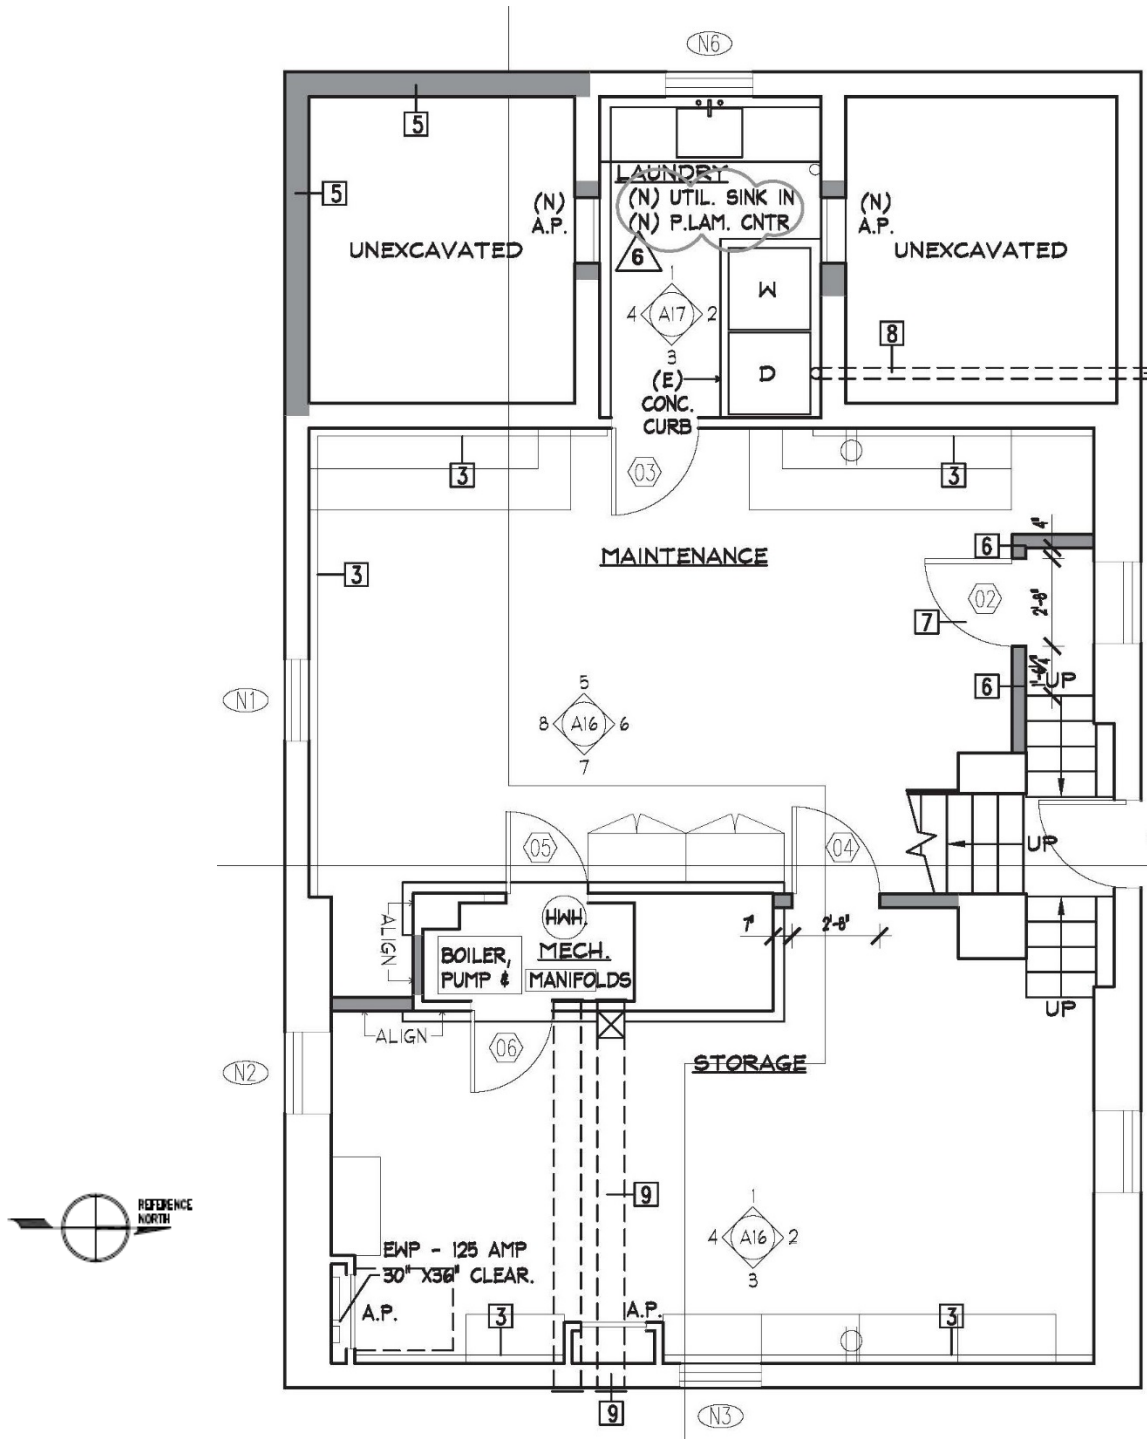 N6
5
5
LAUNDRY
(N) UTIL. SINK IN
(N) P.LAM. CNTR
6
(N)
A.P.
(N)
A.P.
UNEXCAVATED
UNEXCAVATED
W
1
4 A17 2
3
8
D
(E)
CONC.
CURB
3
03
3
4"
6
MAINTENANCE
3
02
2'-8"
7
6
UP
N1
5
8 A16 6
7
05
04
UP
HWH.
ALIGN
BOILER,
PUMP &
MECH.
MANIFOLDS
7"
2'-8"
UP
ALIGN
06
N2
STORAGE
9
REFERENCE
NORTH
1
4 A16 2
3
EWP - 125 AMP
30" X36" CLEAR.
A.P.
A.P.
3
3
9
N3